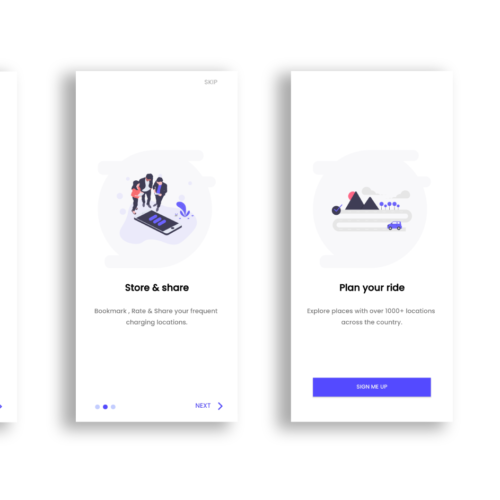 SKIP
Store & share
Bookmark , Rate & Share your frequent
charging locations.
NEXT
Plan your ride
Explore places with over 1000+ locations
across the country.
SIGN ME UP